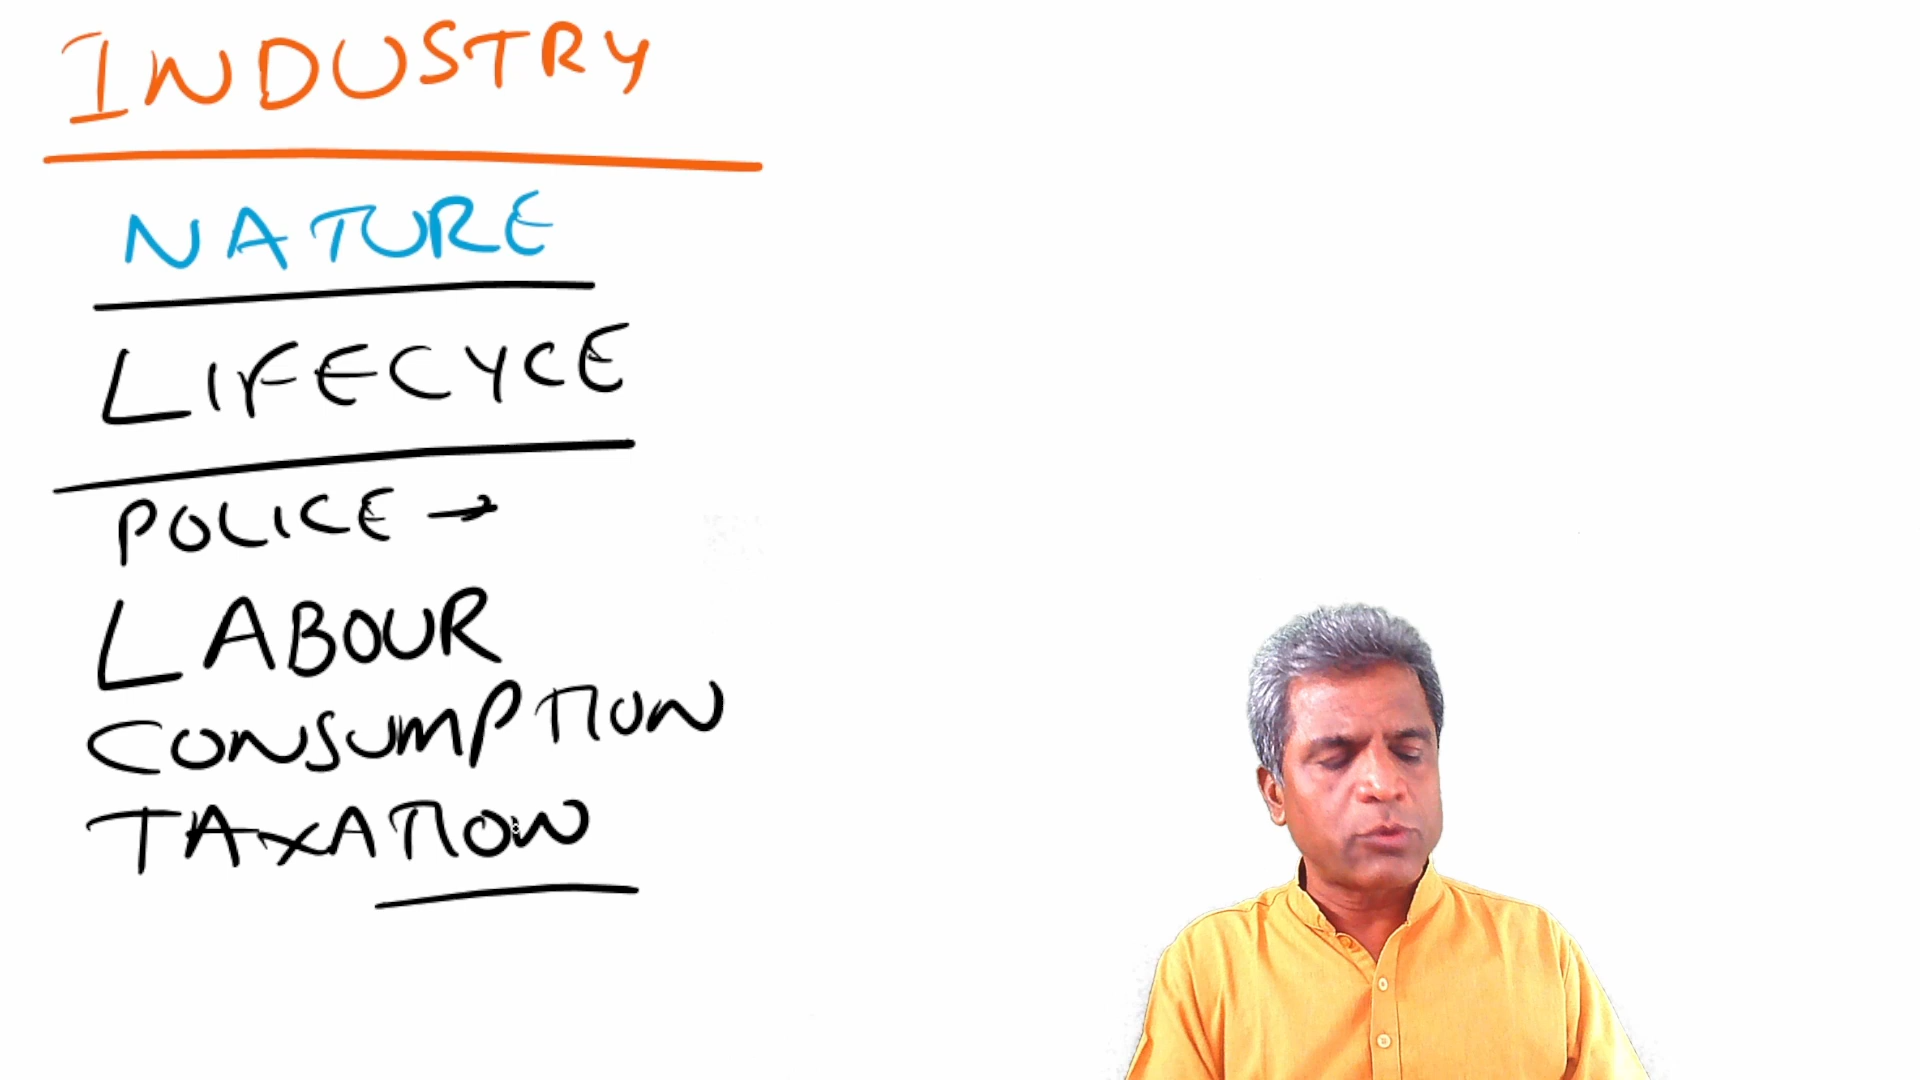 INDUSTRY
NATURE
LIFECYCE
POLICE →
LABOUR
CONSUMPTION
TAXATION